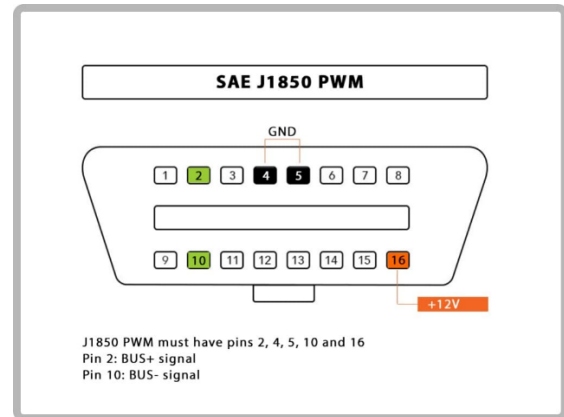 SAE J1850 PWM
GND
1 2 3 4 5 6 7 8
9 10 11 12 13 14 15 16
+12V
J1850 PWM must have pins 2, 4, 5, 10 and 16
Pin 2: BUS+ signal
Pin 10: BUS- signal